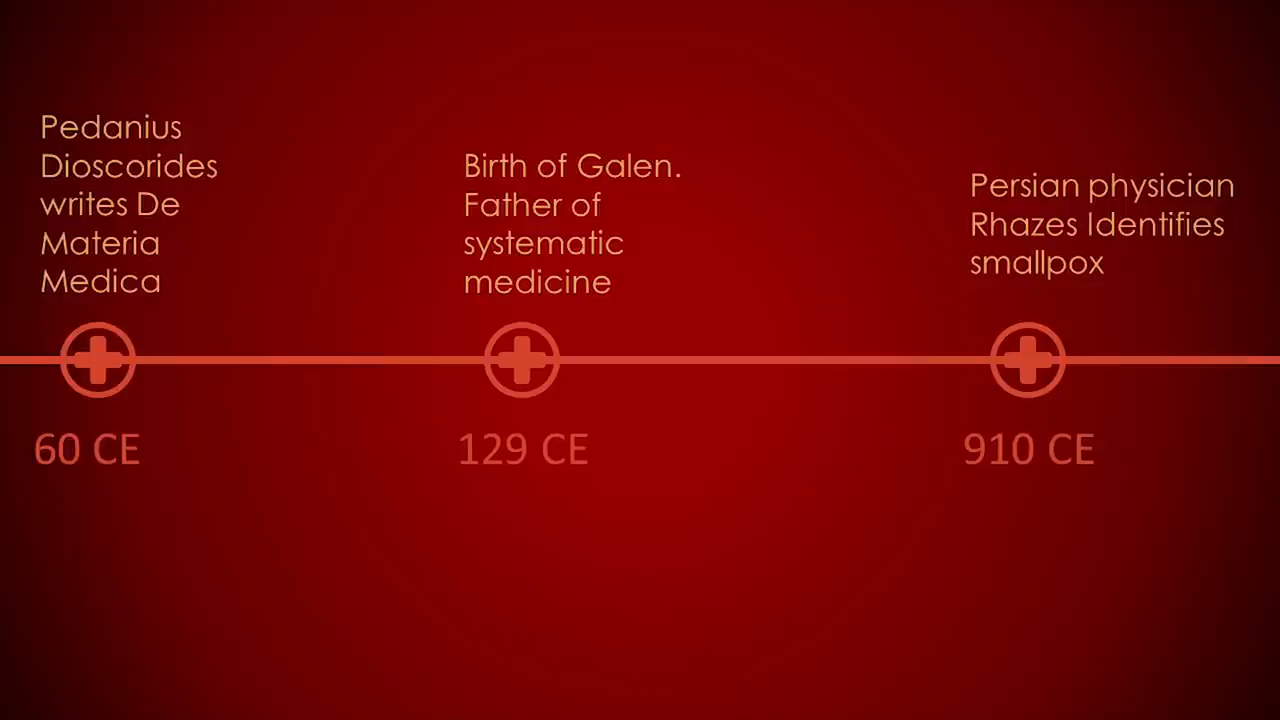 Pedanius
Dioscorides
writes De
Materia
Medica
Birth of Galen.
Father of
systematic
medicine
Persian physician
Rhazes Identifies
smallpox
60 CE
129 CE
910 CE